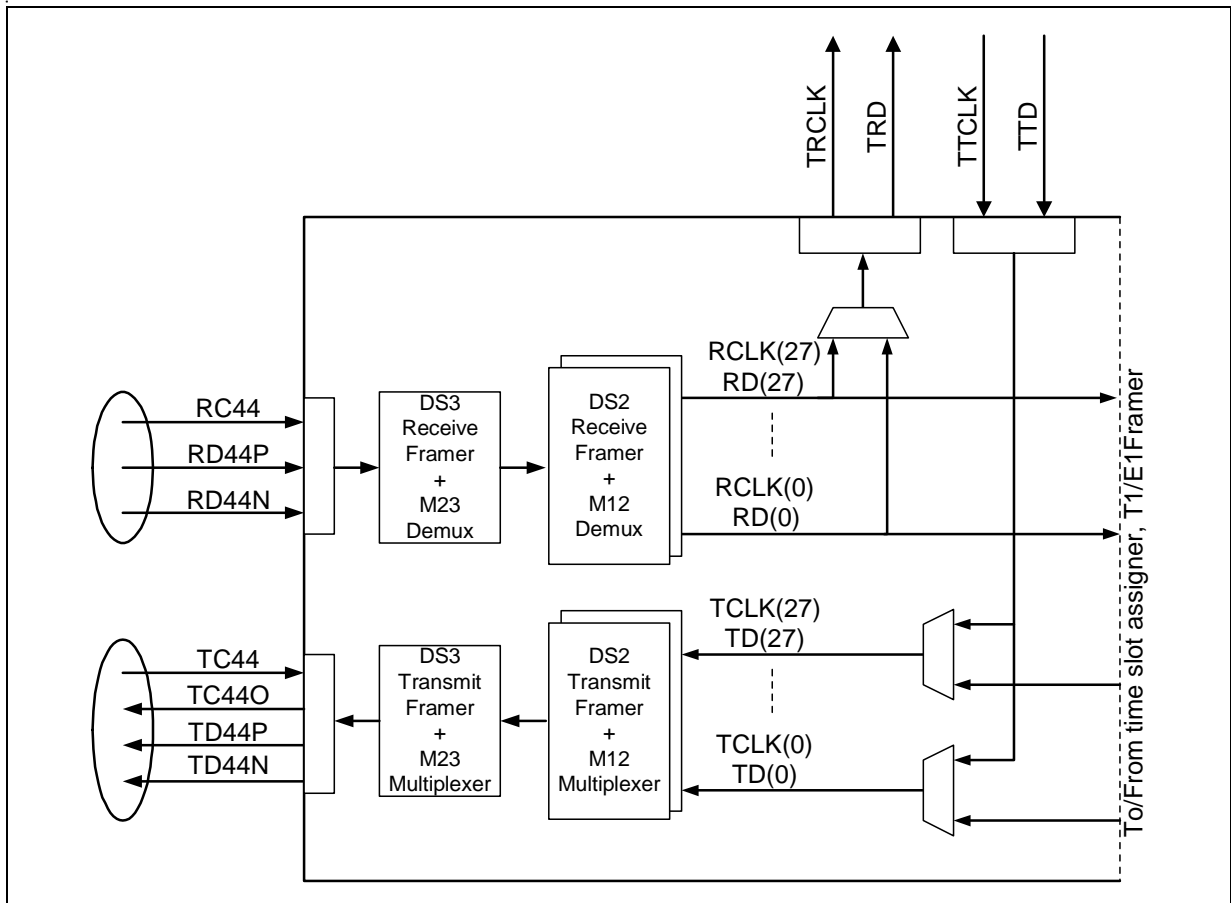 TRCLK
TRD
TTCLK
TTD
RCLK(27)
RD(27)
RC44
RD44P
RD44N
DS3
Receive
Framer
+
M23
Demux
DS2
Receive
Framer
+
M12
Demux
RCLK(0)
RD(0)
To/From time slot assigner, T1/E1Framer
TCLK(27)
TD(27)
TC44
TC44O
TD44P
TD44N
DS3
Transmit
Framer
+
M23
Multiplexer
DS2
Transmit
Framer
+
M12
Multiplexer
TCLK(0)
TD(0)